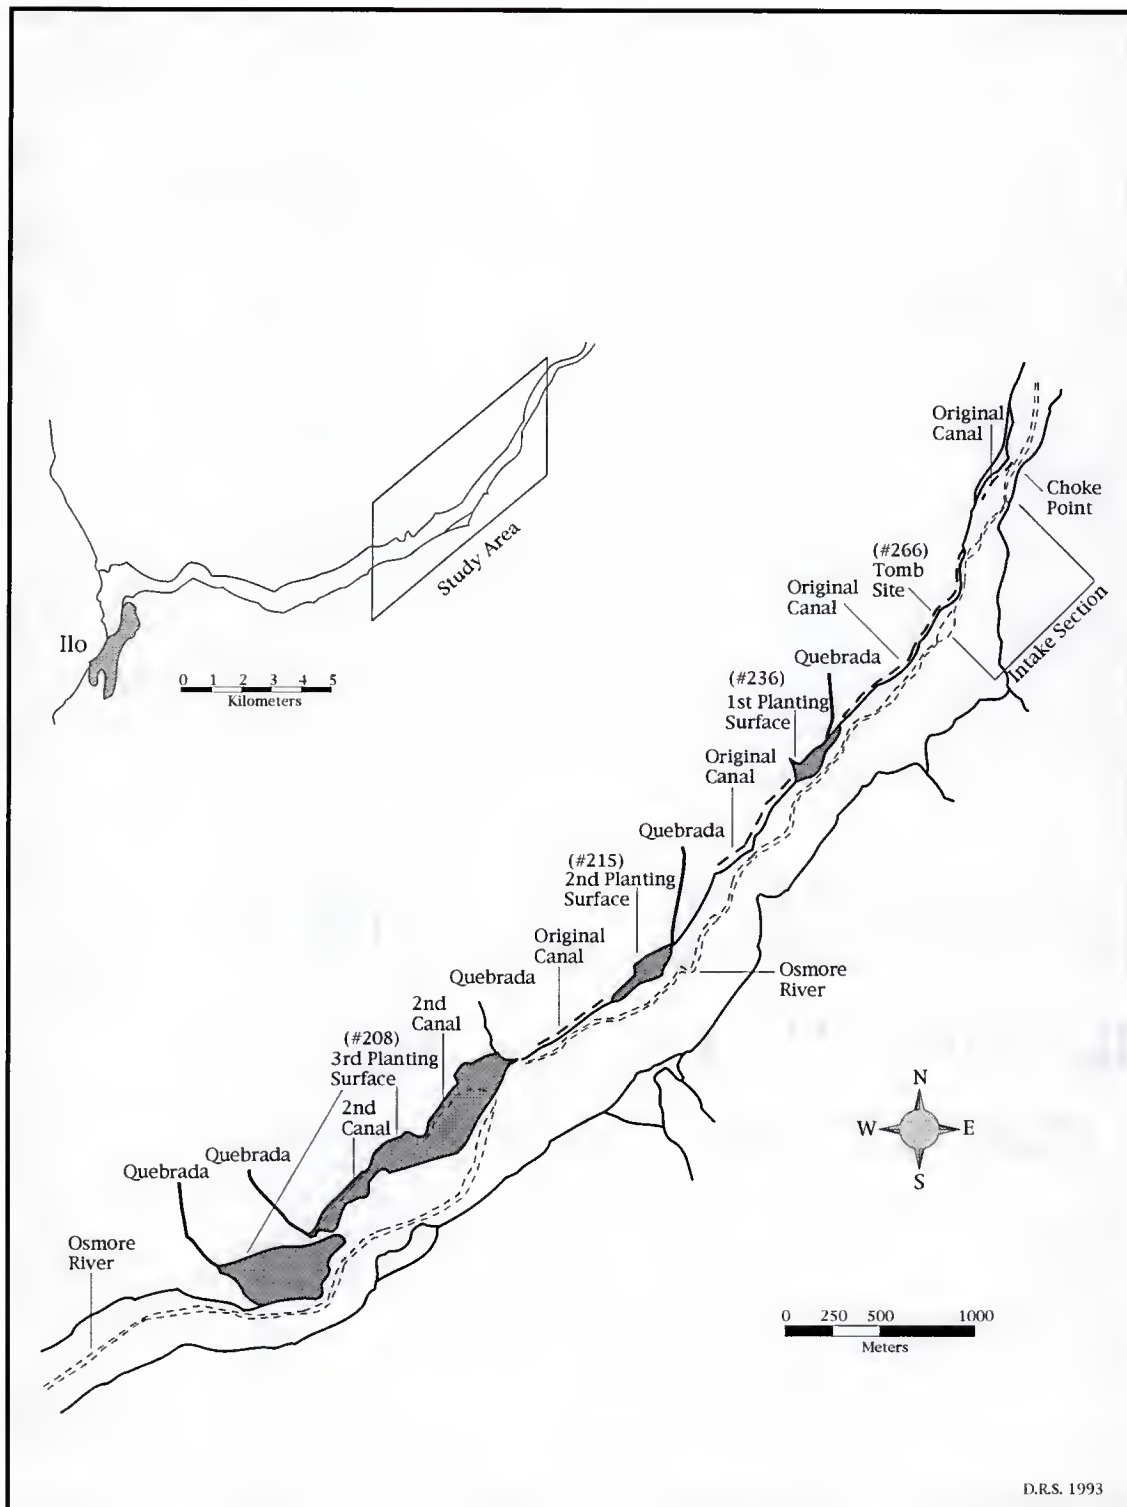 Original
Canal
Choke
Point
(#266)
Tomb
Site
Original
Canal
Intake Section
Study Area
Quebrada
(#236)
1st Planting
Surface
Ilo
0 1 2 3 4 5
Kilometers
Original
Canal
Quebrada
(#215)
2nd Planting
Surface
Original
Canal
Osmore
River
Quebrada
2nd
Canal
(#208)
3rd Planting
Surface
2nd
Canal
Quebrada
Quebrada
N
W E
S
Osmore
River
0 250 500 1000
Meters
D.R.S. 1993